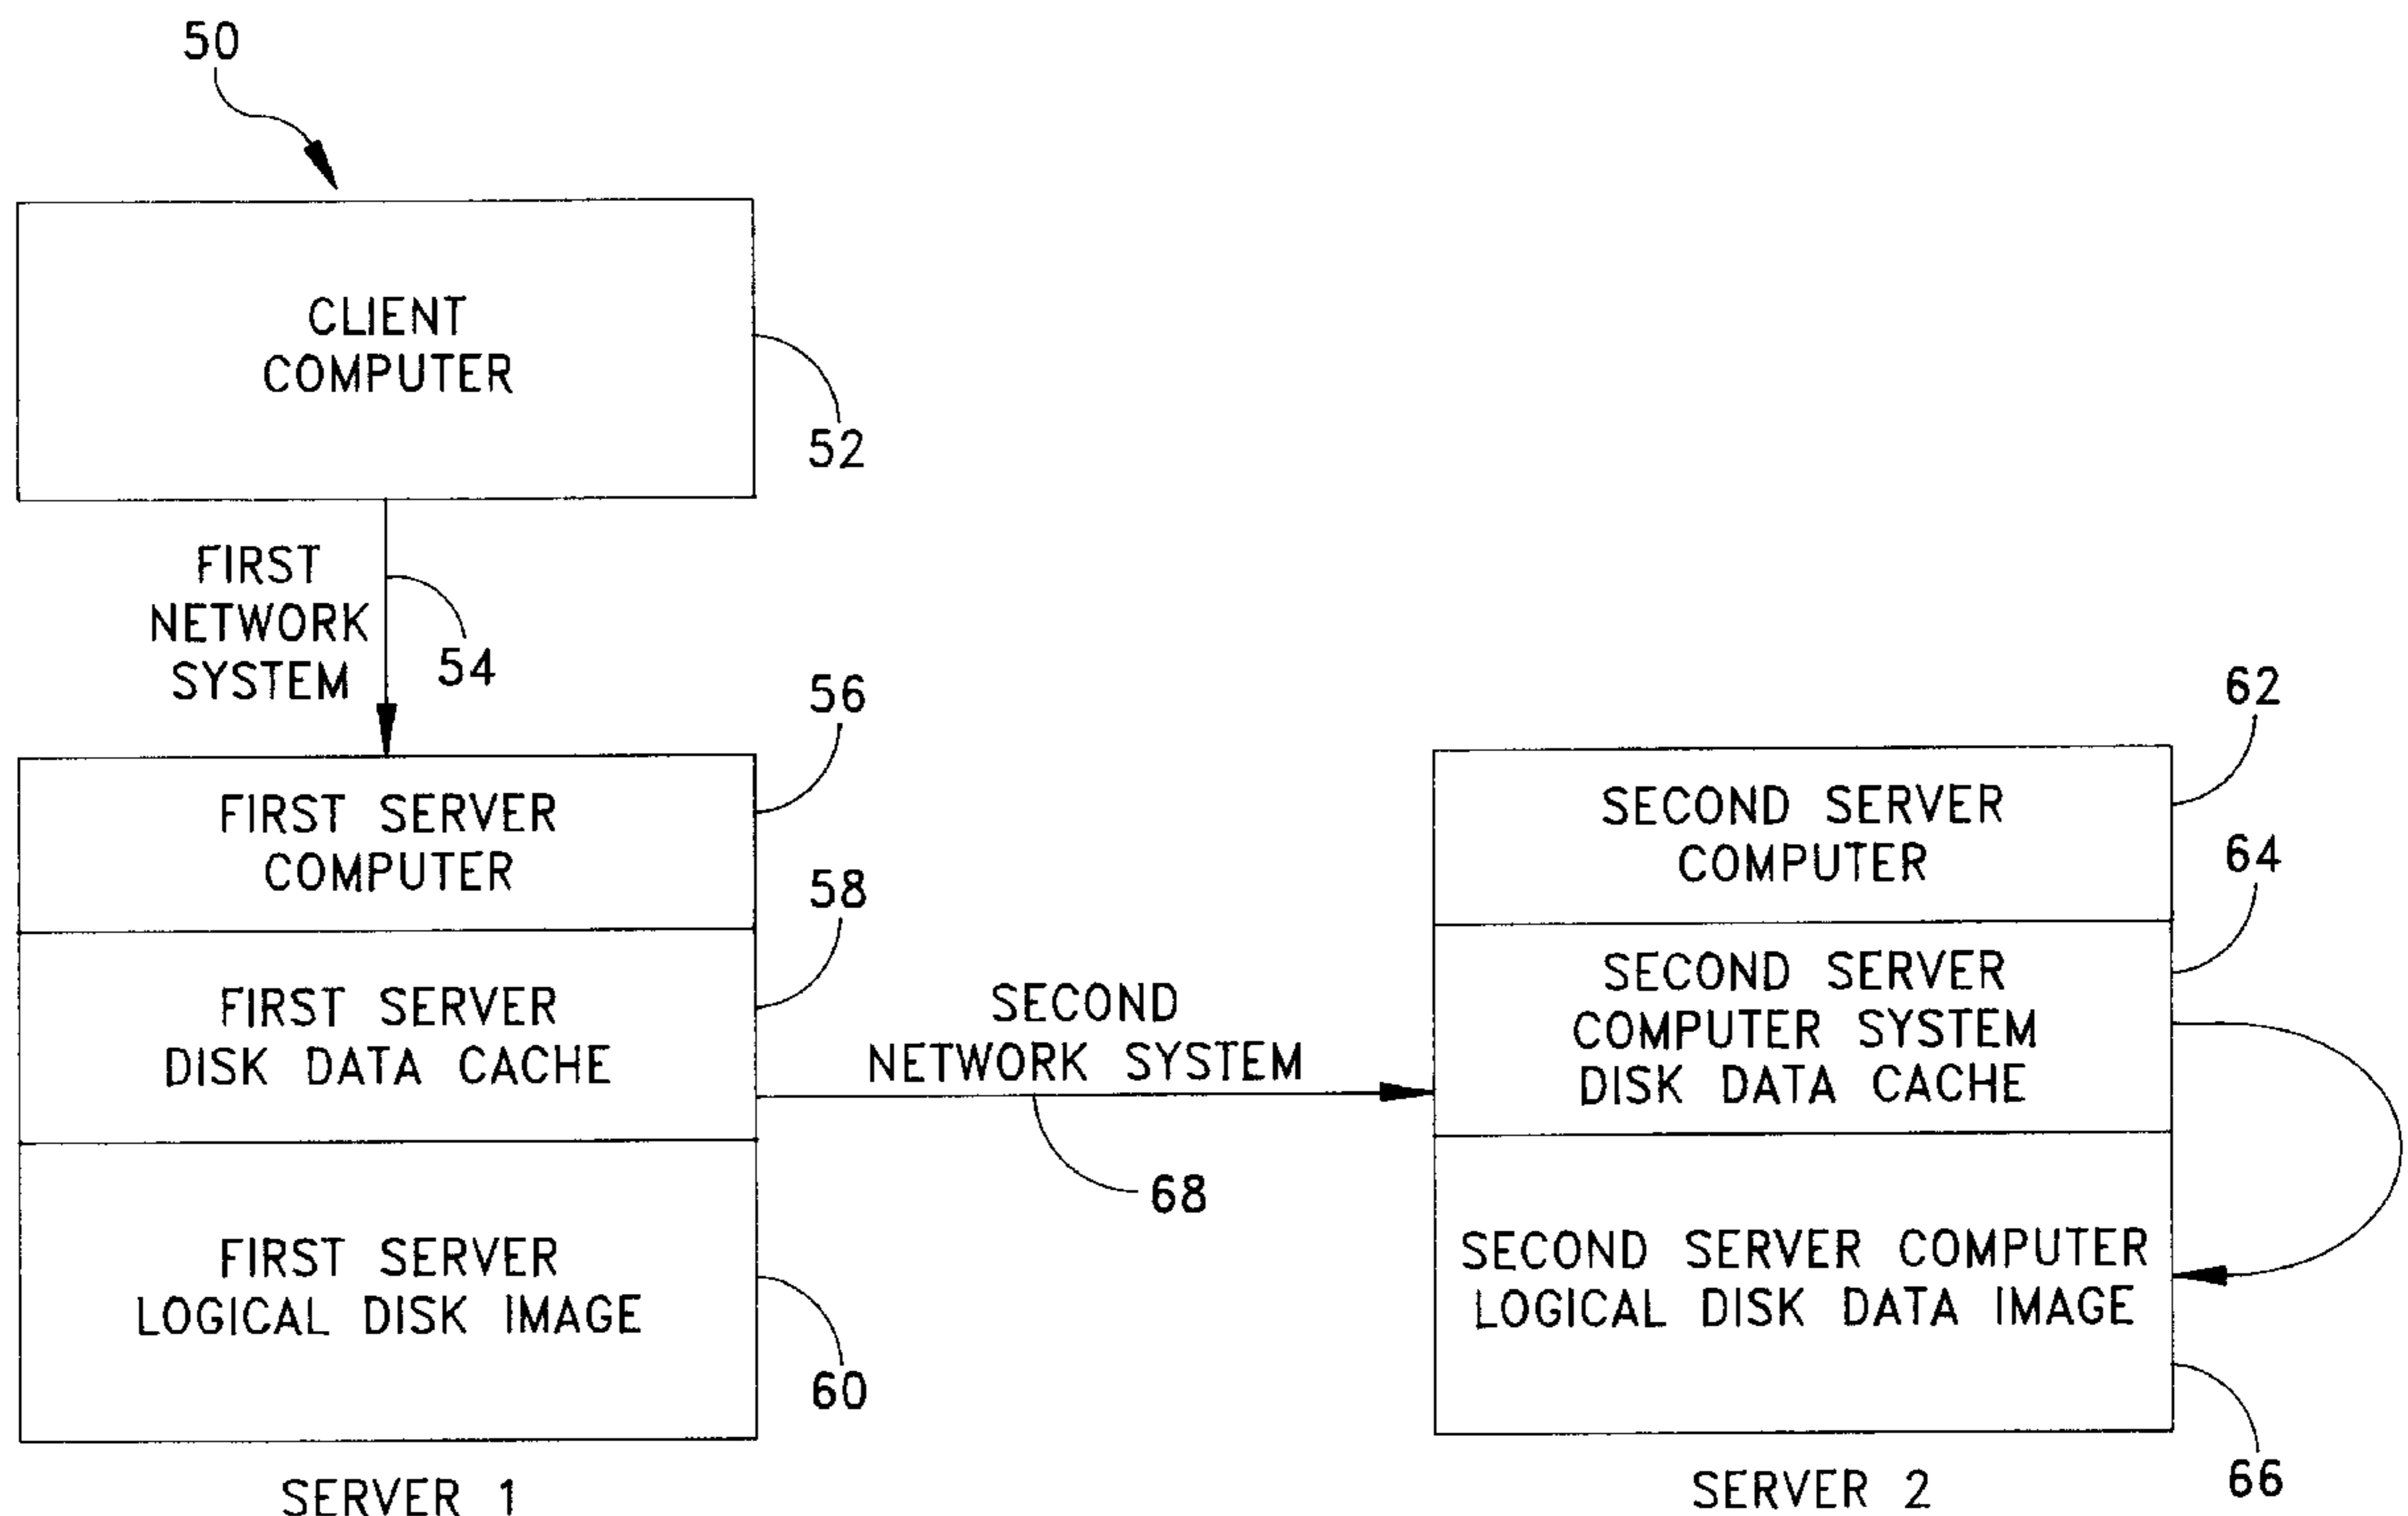 50
CLIENT
COMPUTER
52
FIRST
NETWORK
SYSTEM
54
56
FIRST SERVER
COMPUTER
58
FIRST SERVER
DISK DATA CACHE
FIRST SERVER
LOGICAL DISK IMAGE
60
SERVER 1
SECOND
NETWORK SYSTEM
68
62
SECOND SERVER
COMPUTER
64
SECOND SERVER
COMPUTER SYSTEM
DISK DATA CACHE
SECOND SERVER COMPUTER
LOGICAL DISK DATA IMAGE
66
SERVER 2